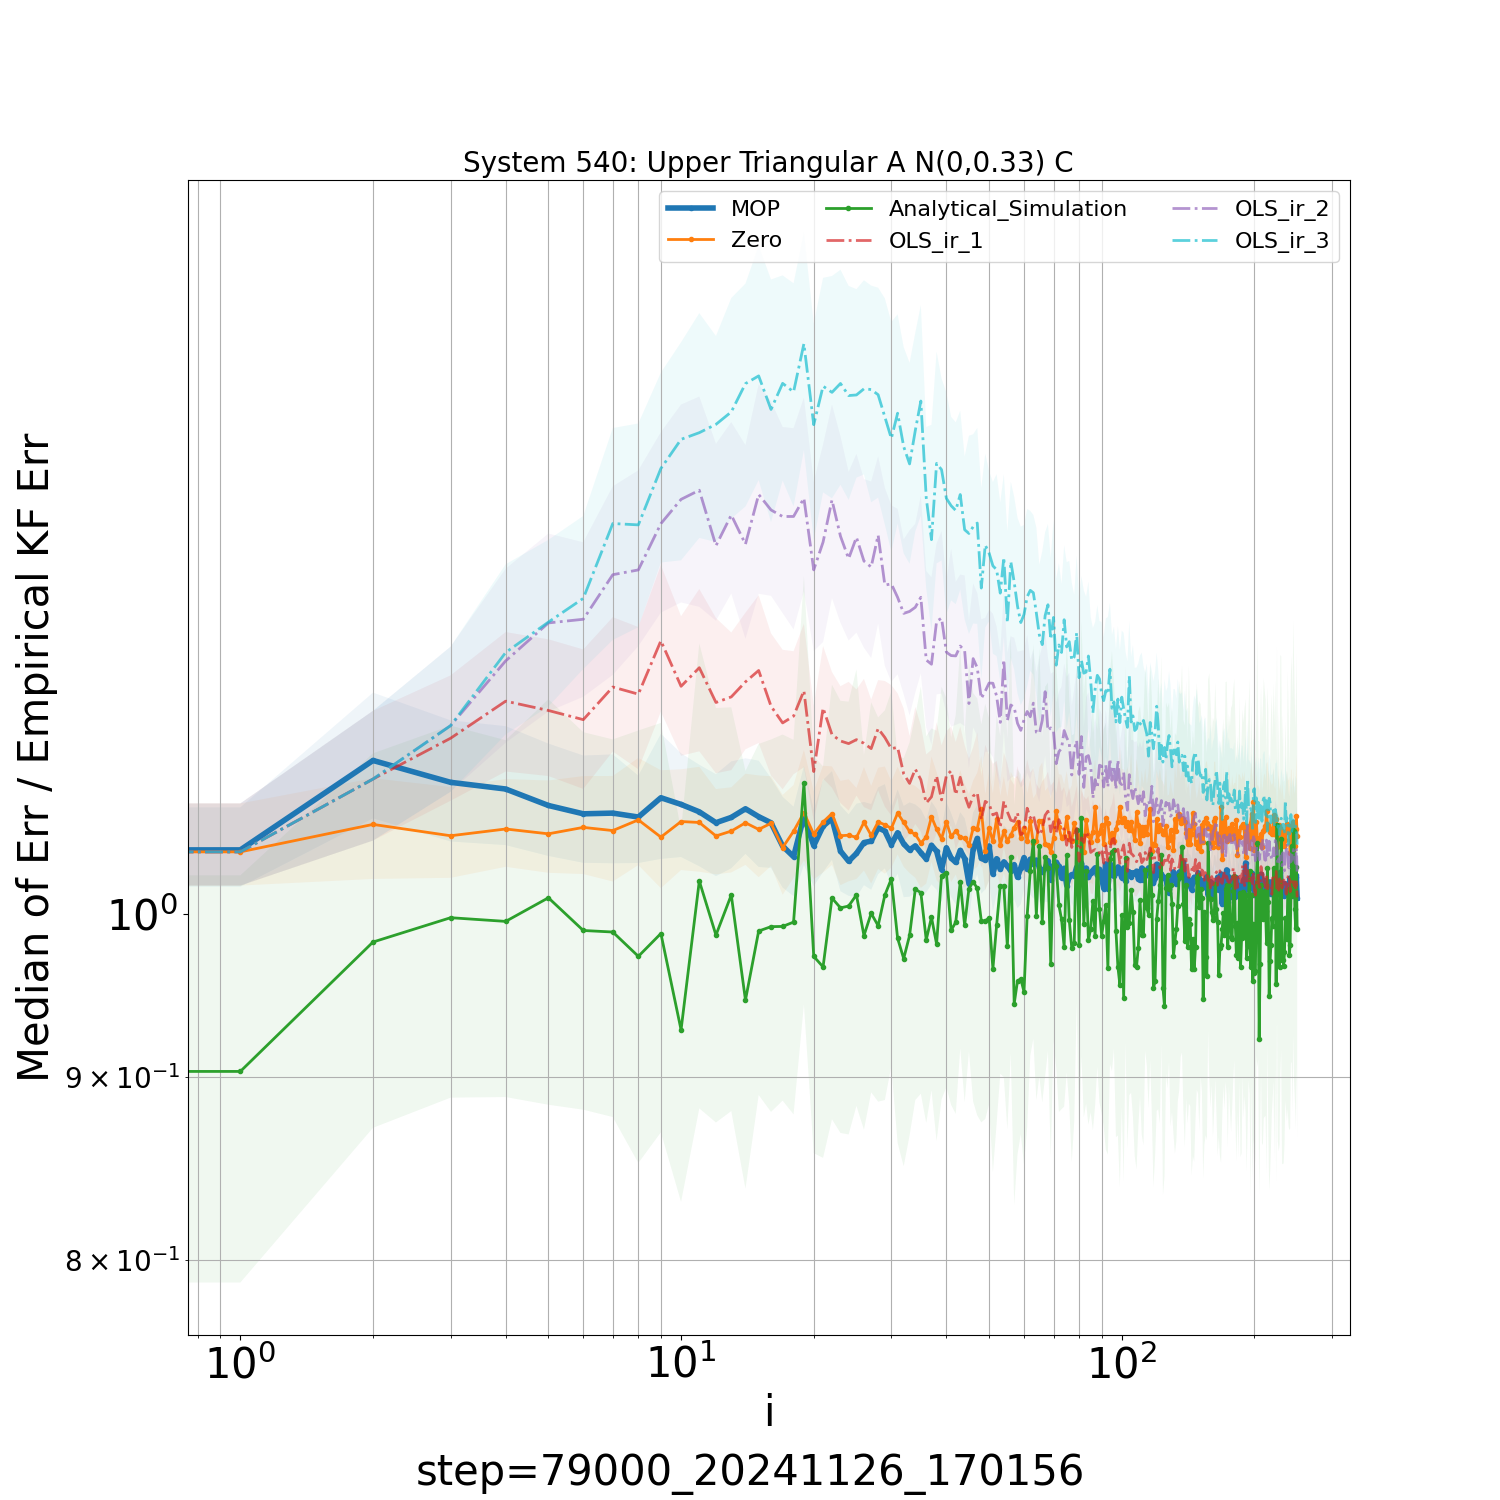 System 540: Upper Triangular A N(0,0.33) C
MOP
Zero
Analytical_Simulation
OLS_ir_1
OLS_ir_2
OLS_ir_3
Median of Err / Empirical KF Err
10⁰
9 × 10⁻¹
8 × 10⁻¹
10⁰ 10¹ 10²
i
step=79000_20241126_170156